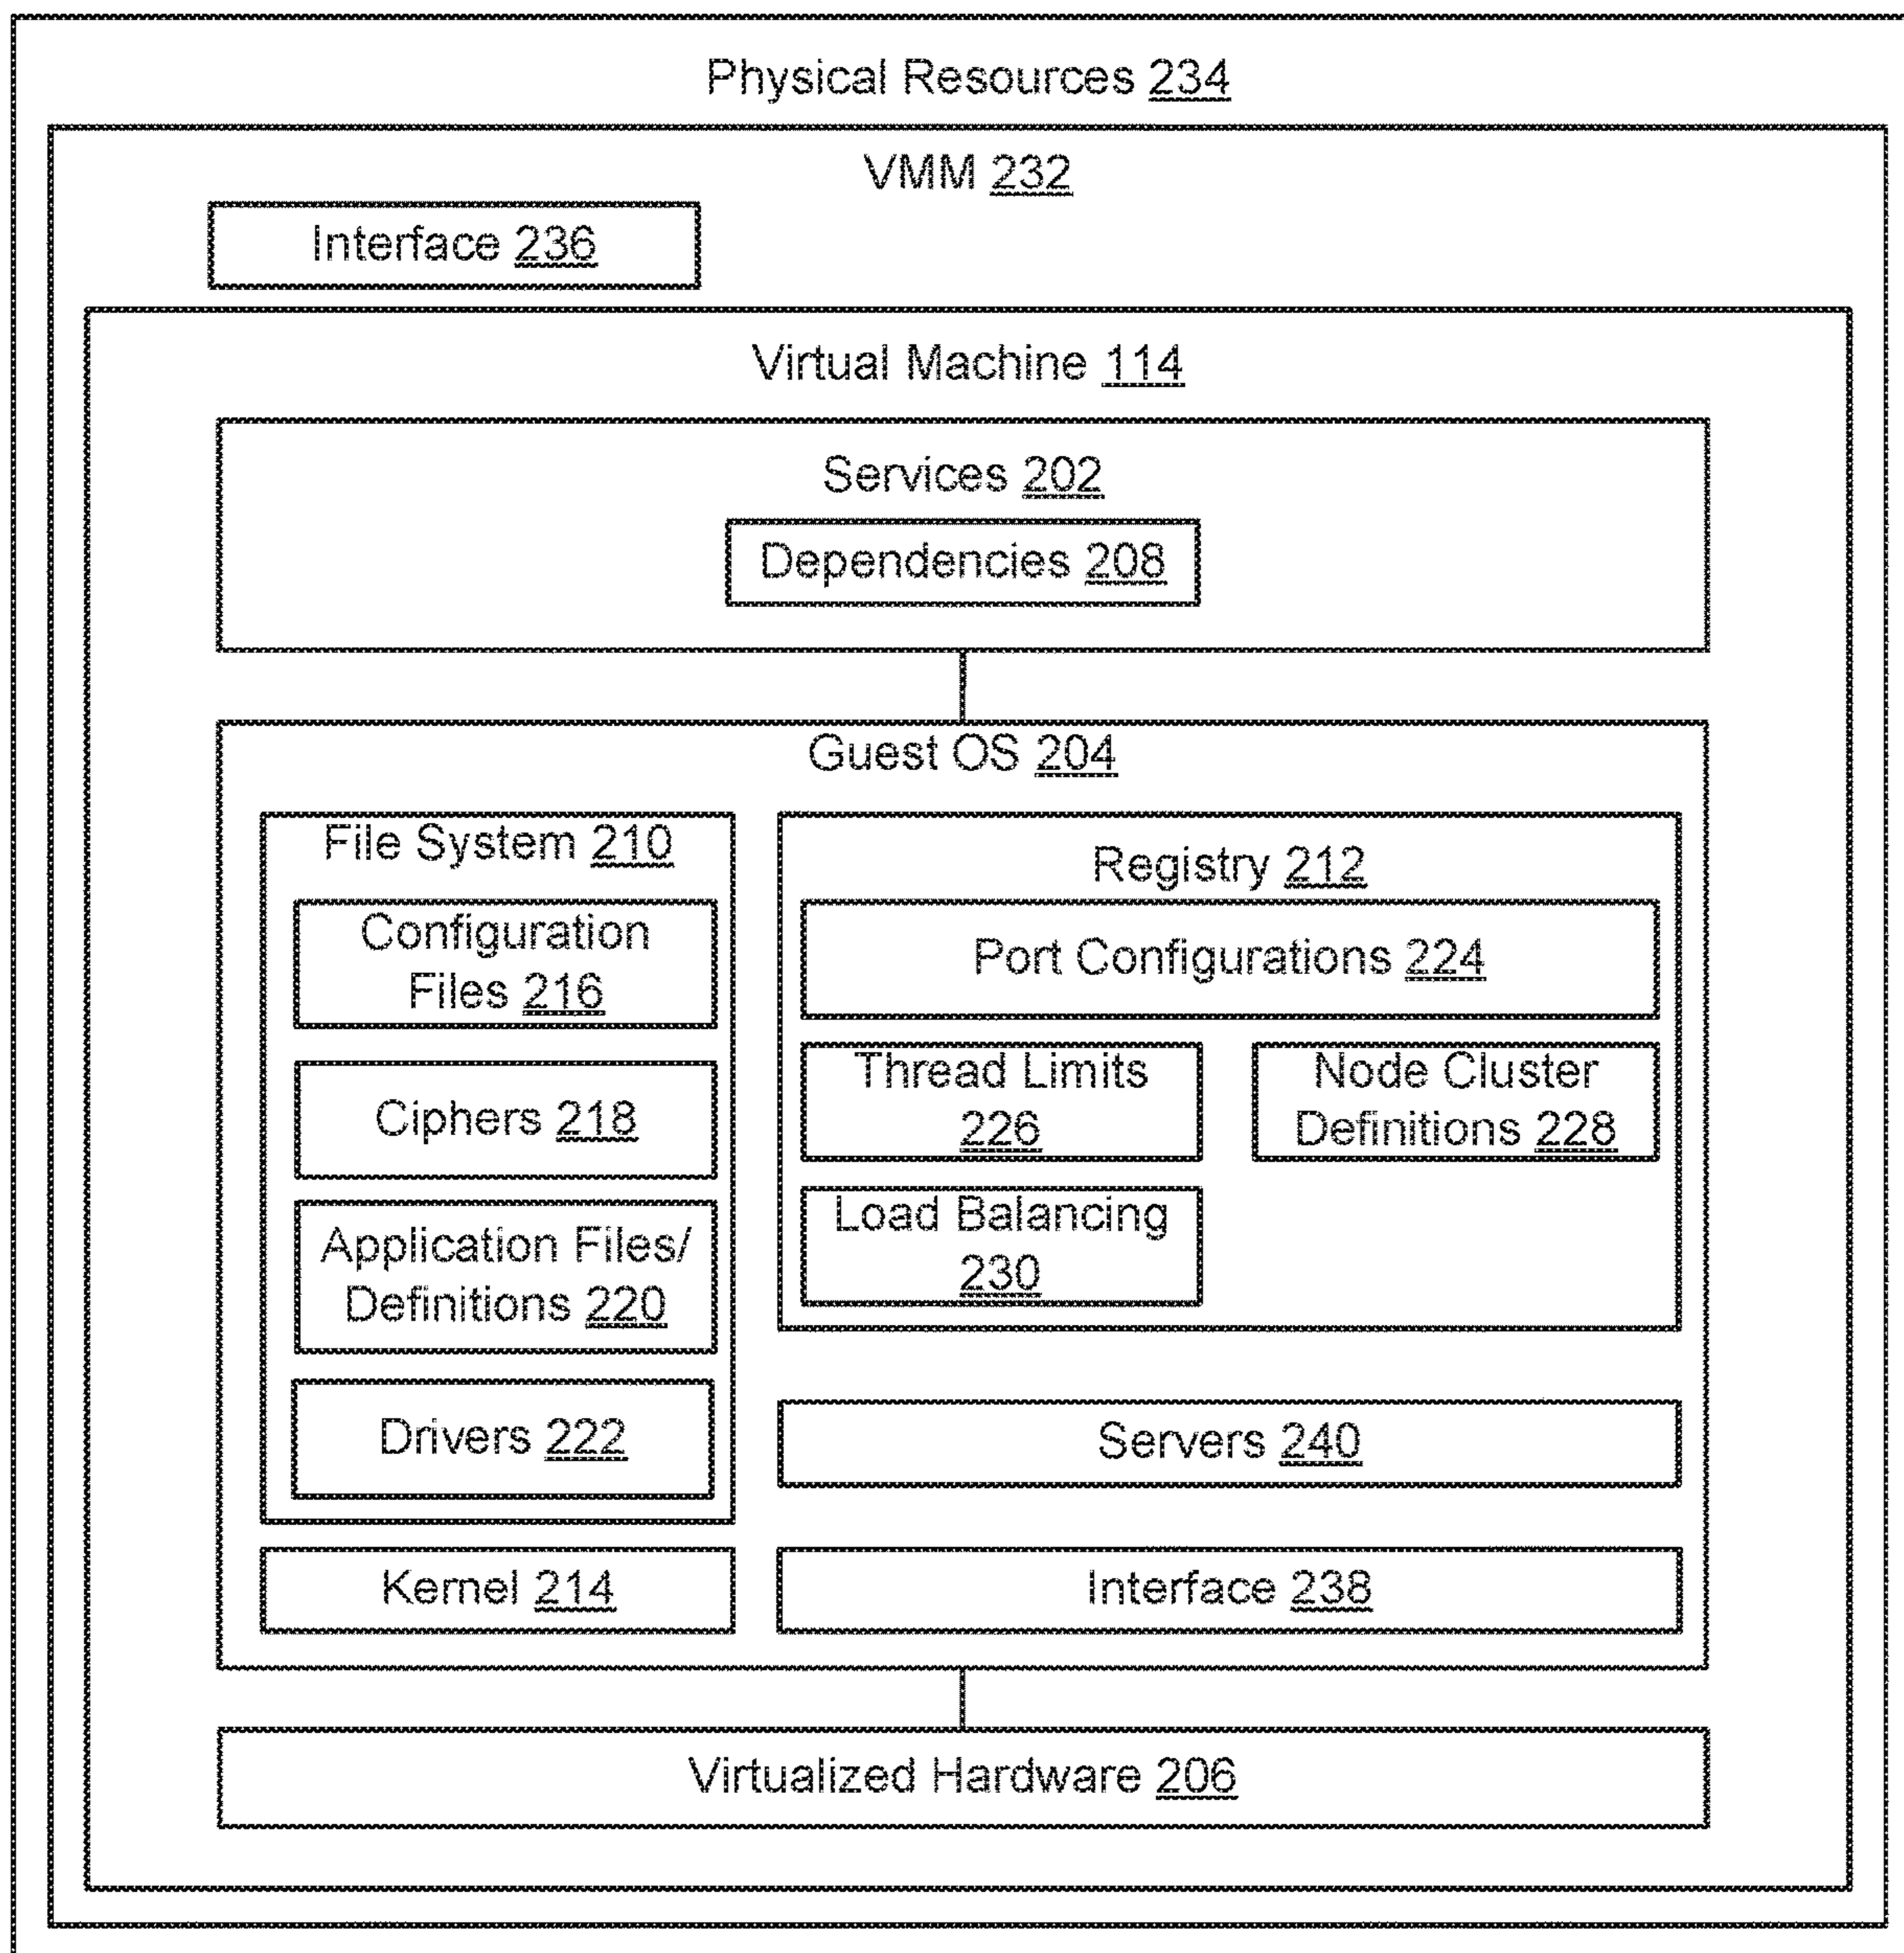 Physical Resources 234
VMM 232
Interface 236
Virtual Machine 114
Services 202
Dependencies 208
Guest OS 204
File System 210
Configuration
Files 216
Ciphers 218
Application Files/
Definitions 220
Drivers 222
Kernel 214
Registry 212
Port Configurations 224
Thread Limits
226
Node Cluster
Definitions 228
Load Balancing
230
Servers 240
Interface 238
Virtualized Hardware 206